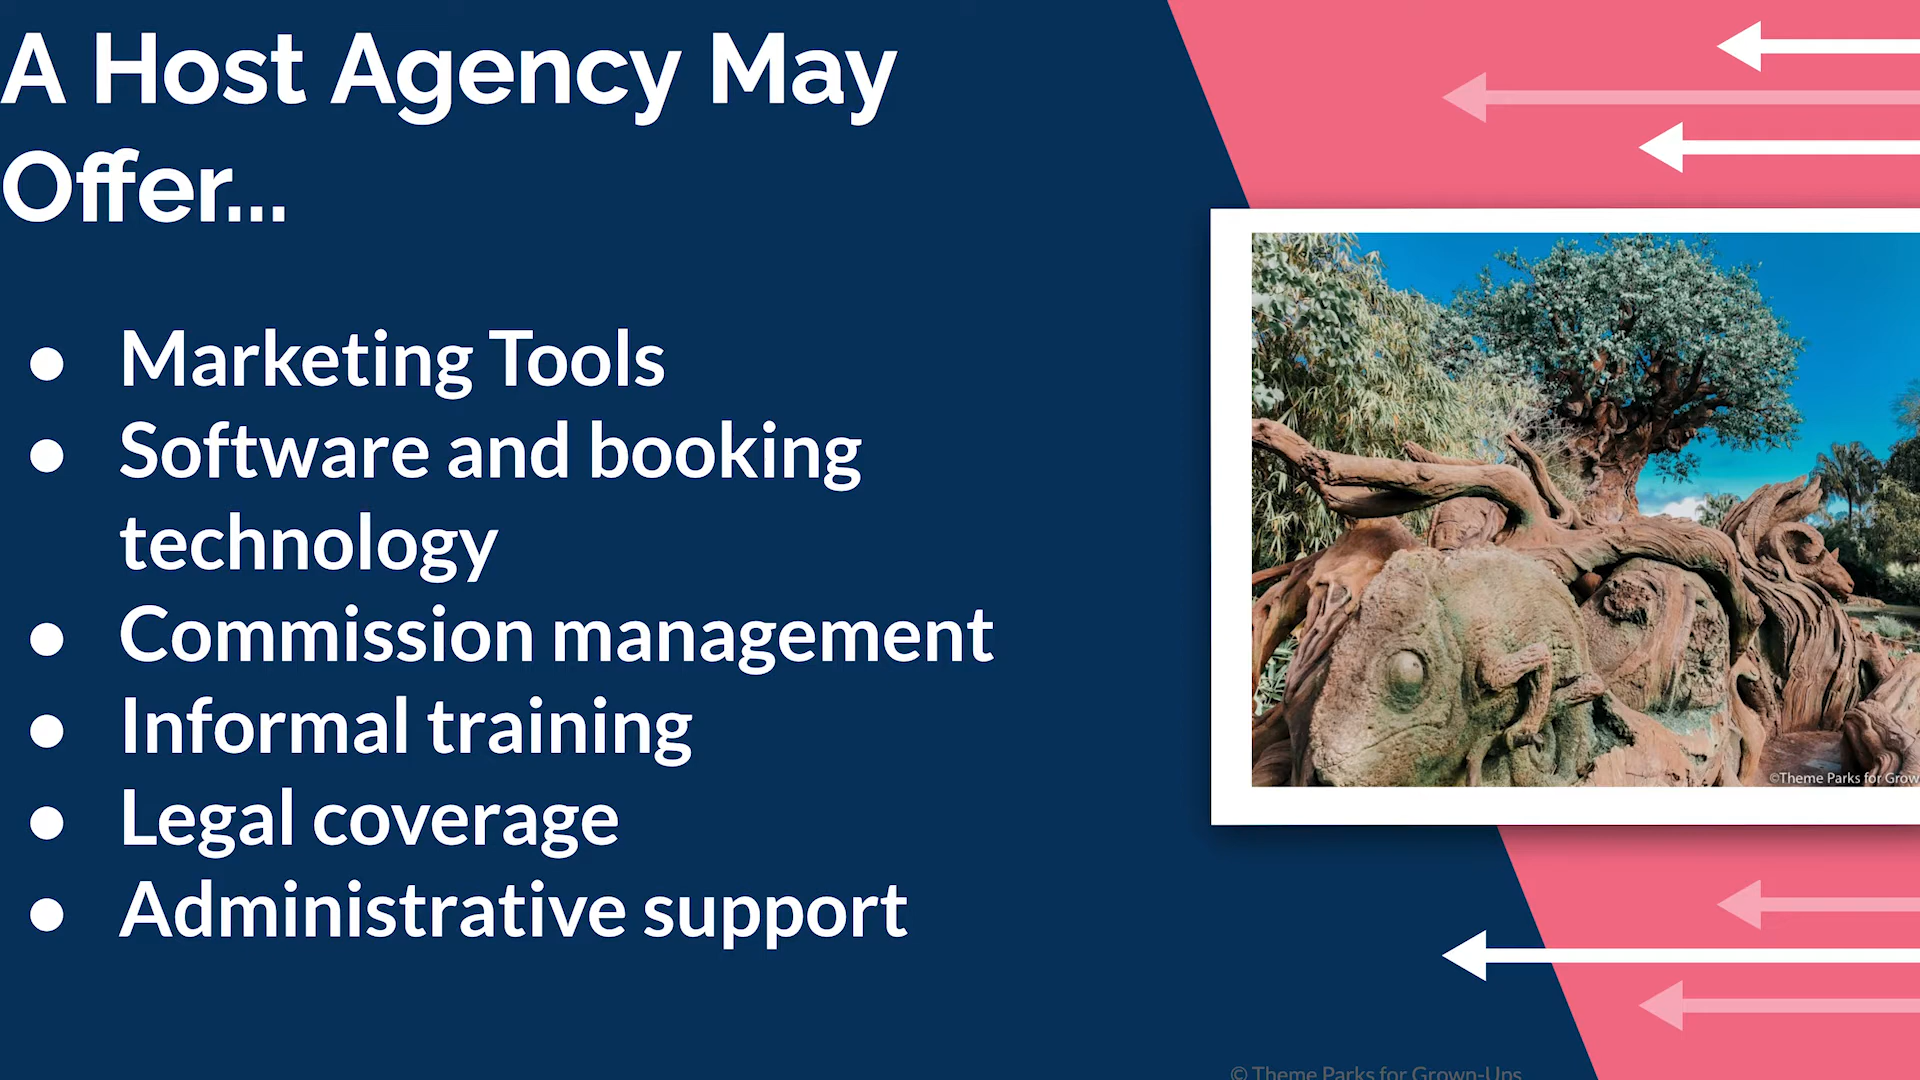 A Host Agency May
Offer...
● Marketing Tools
● Software and booking
technology
● Commission management
● Informal training
● Legal coverage
● Administrative support
©Theme Parks for Grow
© Theme Parks for Grown-Ups